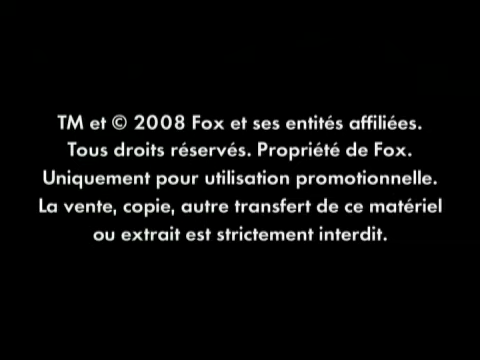 TM et © 2008 Fox et ses entités affiliées.
Tous droits réservés. Propriété de Fox.
Uniquement pour utilisation promotionnelle.
La vente, copie, autre transfert de ce matériel
ou extrait est strictement interdit.